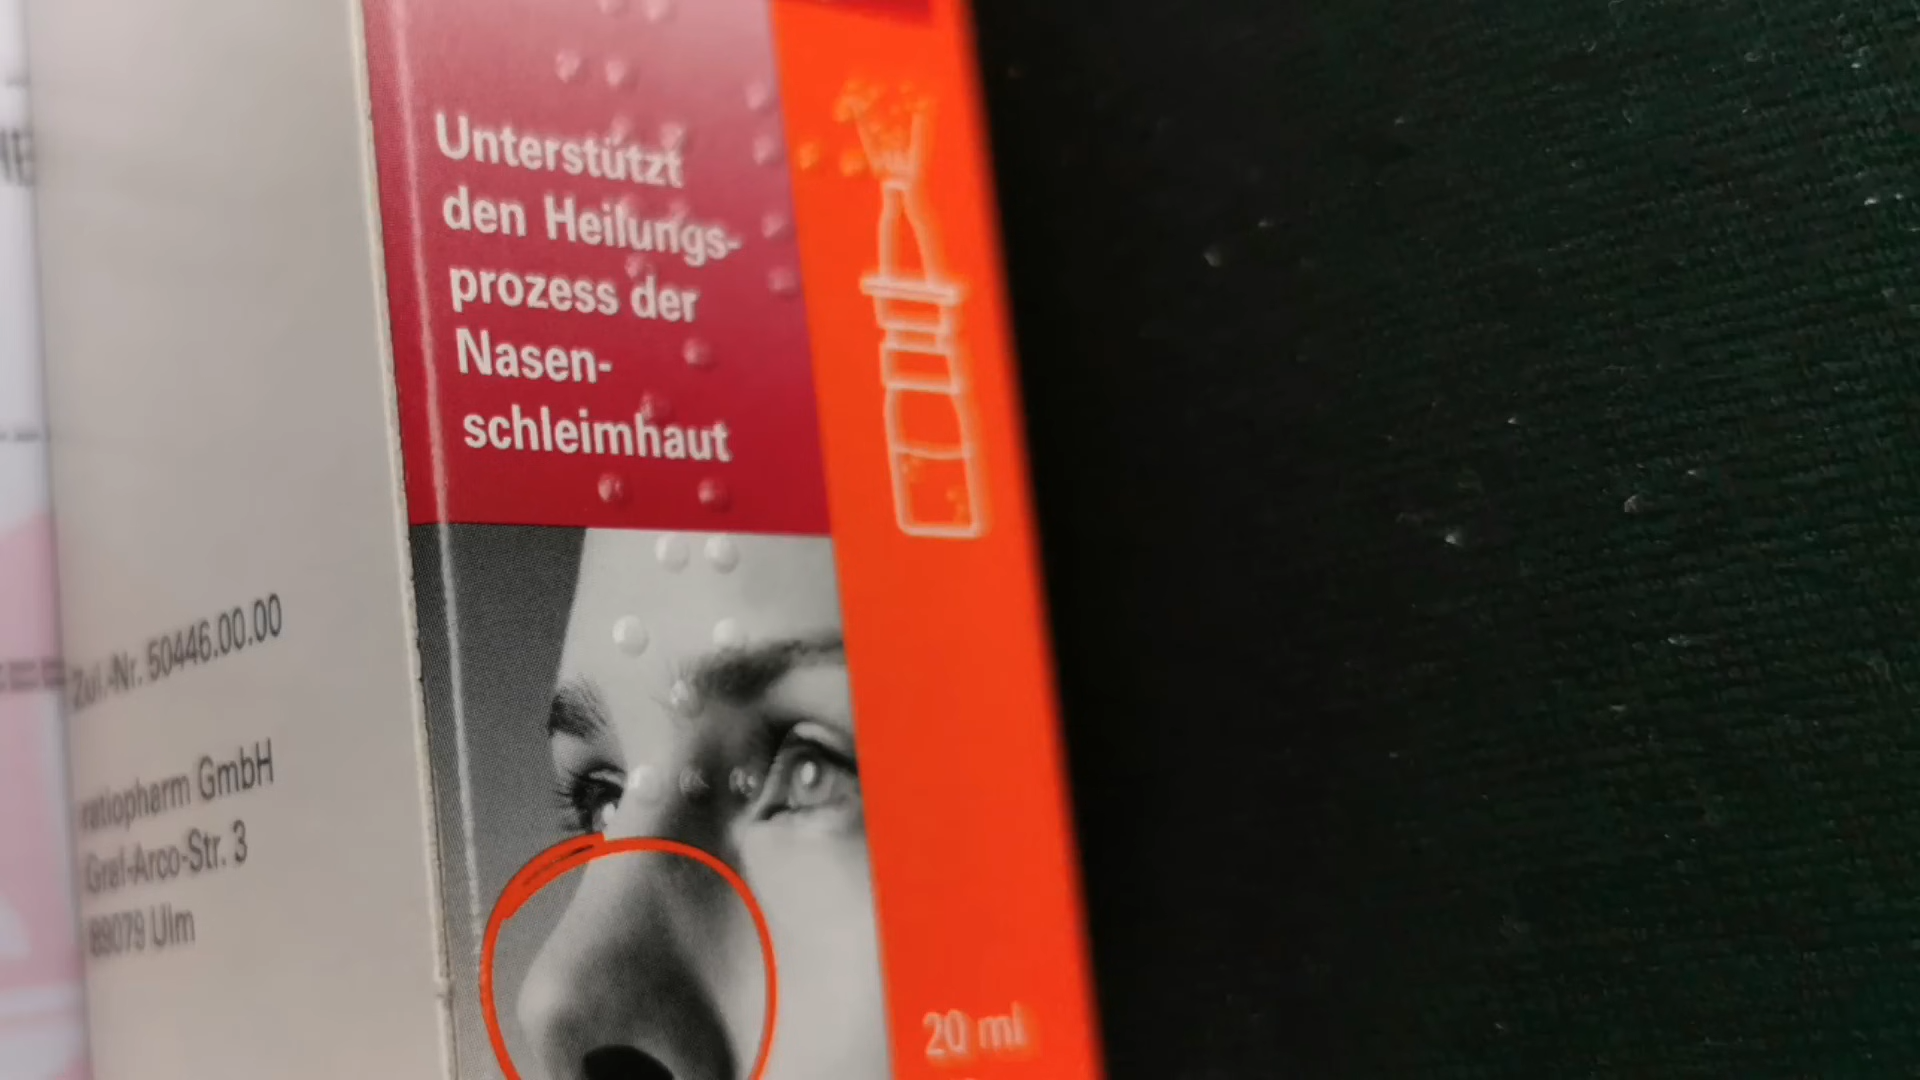 Unterstützt
den Heilungs-
prozess der
Nasen-
schleimhaut
20 ml
Zul.-Nr. 50446.00.00
ratiopharm GmbH
Graf-Arco-Str. 3
89079 Ulm